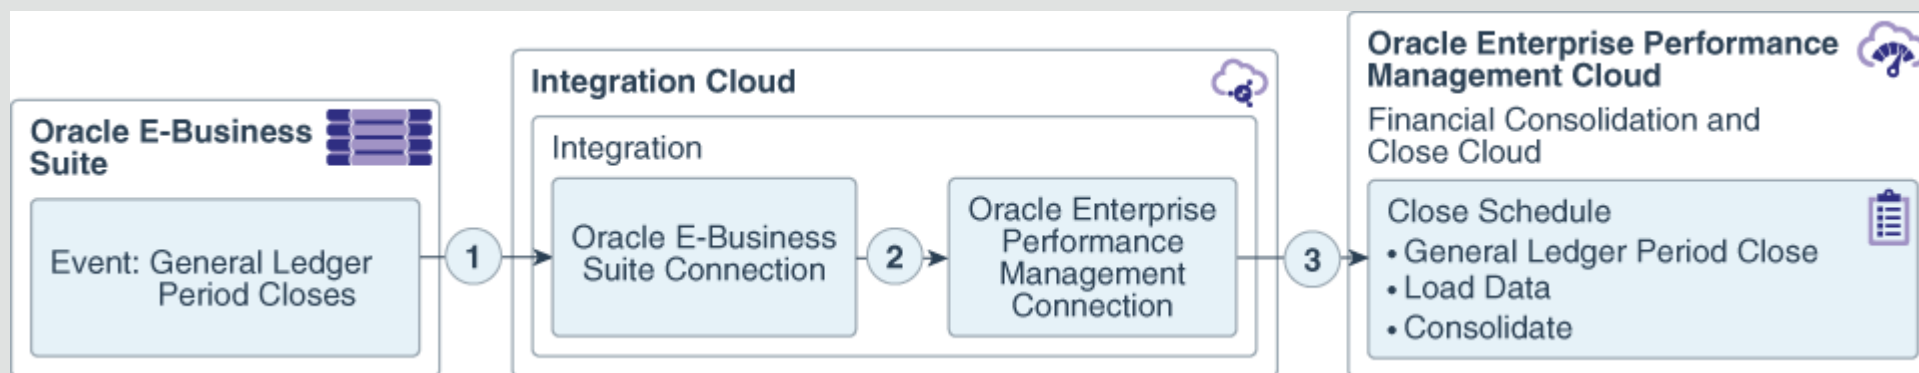 Oracle E-Business
Suite
Event: General Ledger
Period Closes
1
Integration Cloud
Integration
Oracle E-Business
Suite Connection
2
Oracle Enterprise
Performance
Management
Connection
3
Oracle Enterprise Performance
Management Cloud
Financial Consolidation and
Close Cloud
Close Schedule
• General Ledger Period Close
• Load Data
• Consolidate